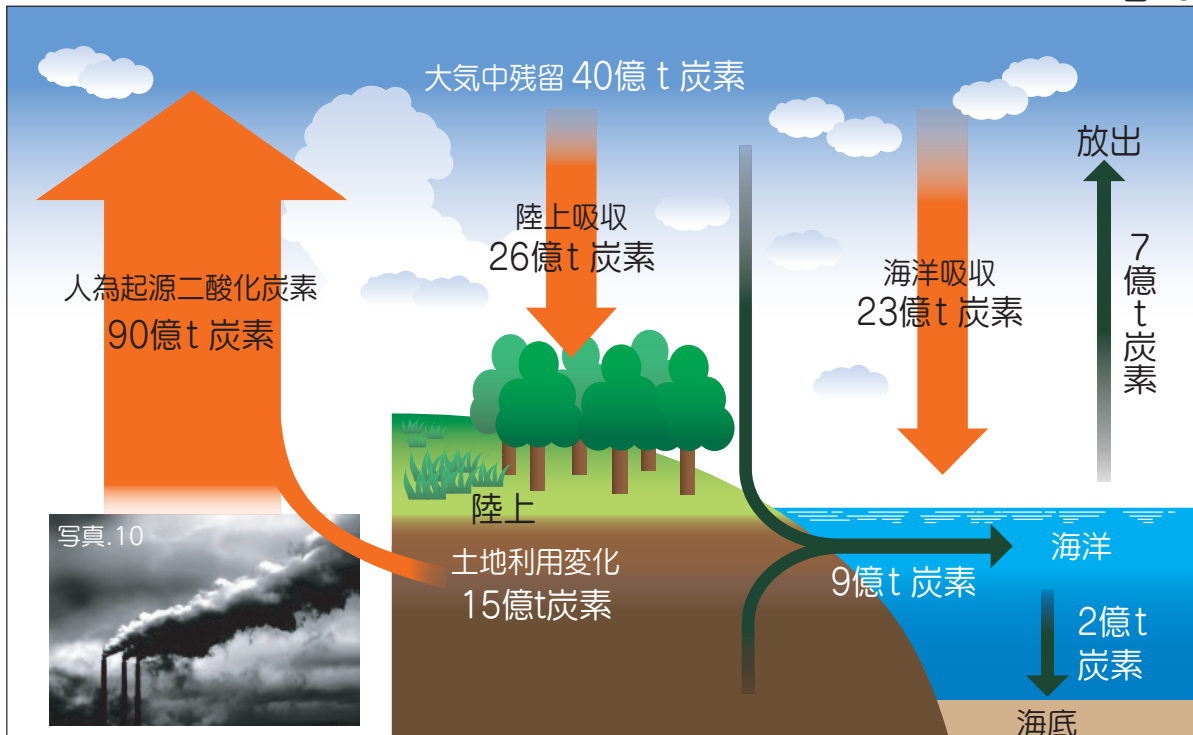 大気中残留 40億 t 炭素
放出
陸上吸収
26億t 炭素
7億t炭素
人為起源二酸化炭素
90億t 炭素
海洋吸収
23億t 炭素
陸上
写真.10
土地利用変化
15億t炭素
海洋
9億t 炭素
2億t
炭素
海底